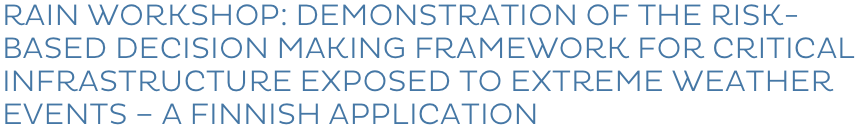 RAIN WORKSHOP: DEMONSTRATION OF THE RISK-
BASED DECISION MAKING FRAMEWORK FOR CRITICAL
INFRASTRUCTURE EXPOSED TO EXTREME WEATHER
EVENTS – A FINNISH APPLICATION